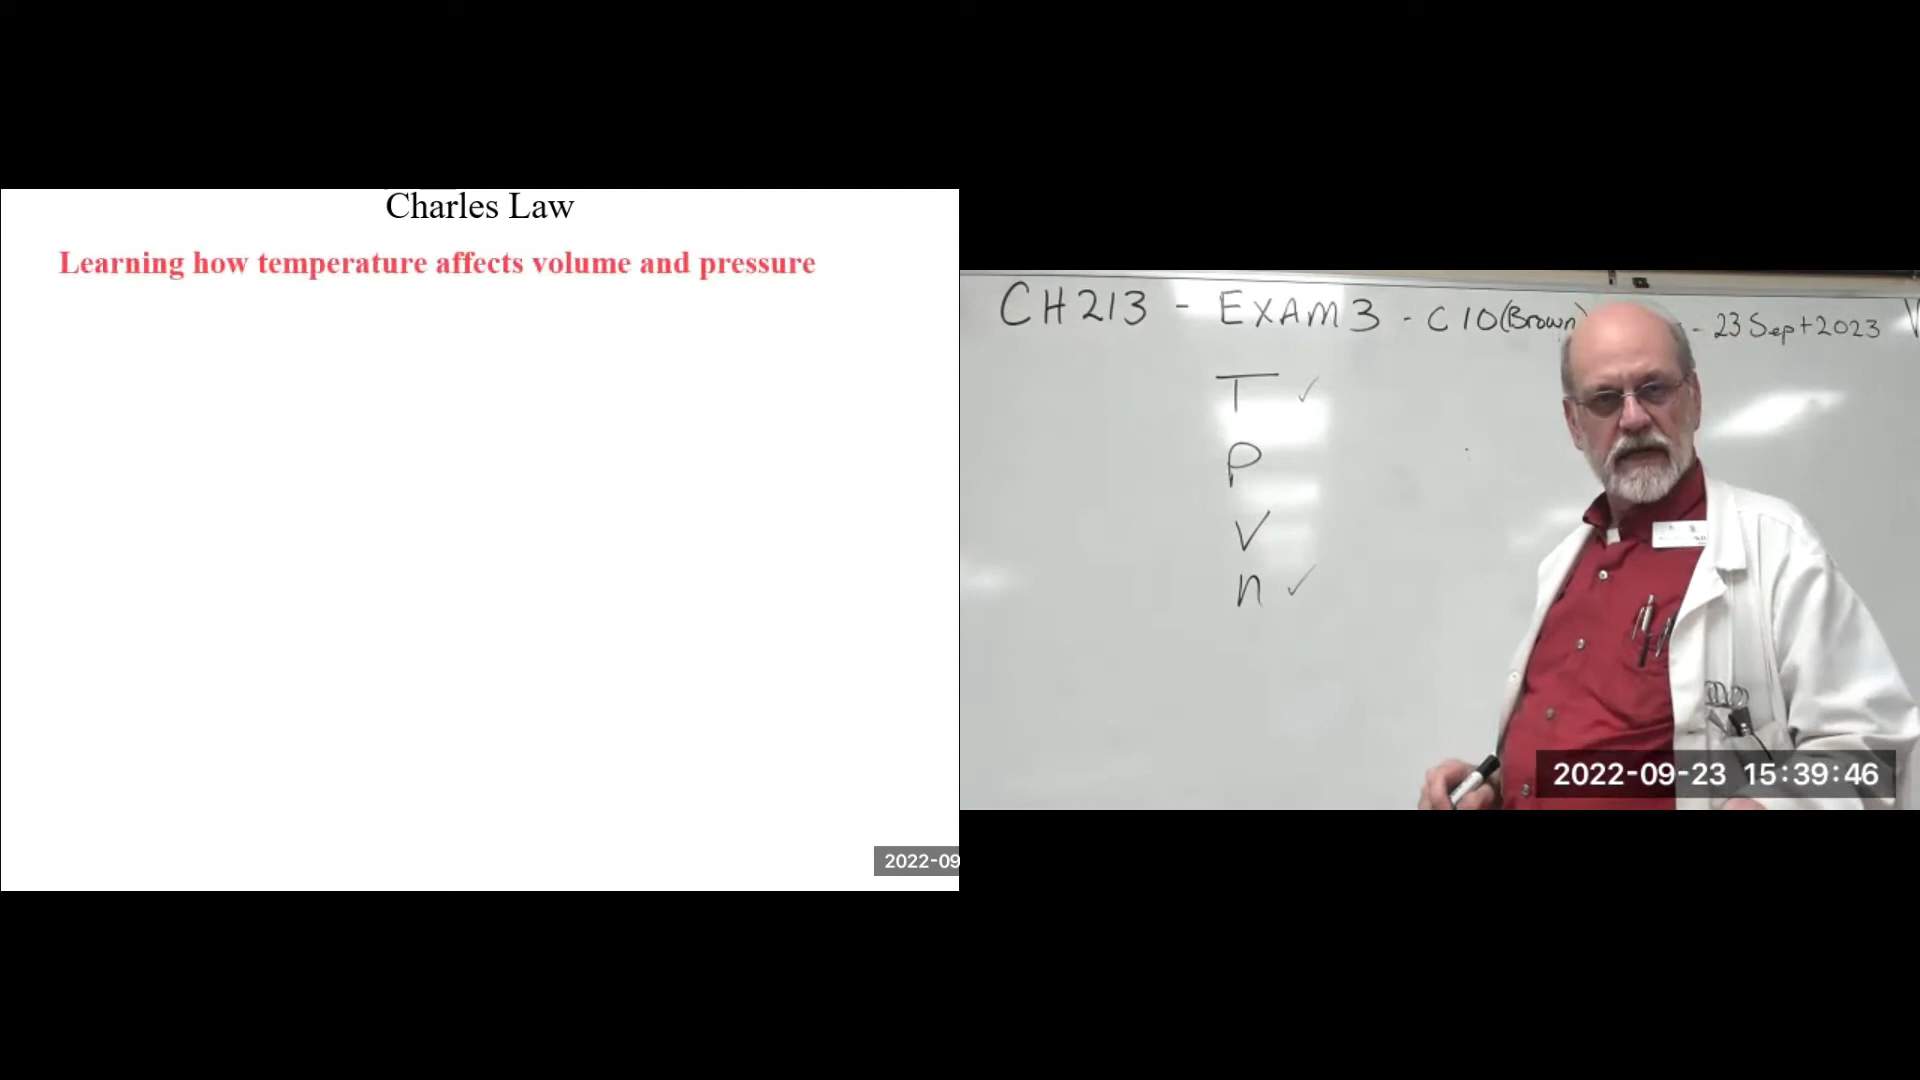 Charles Law
Learning how temperature affects volume and pressure
2022-09
CH213 - EXAM 3 - C10(Brown) - 23 Sept 2023
T ✓
P
V
n ✓
2022-09-23 15:39:46